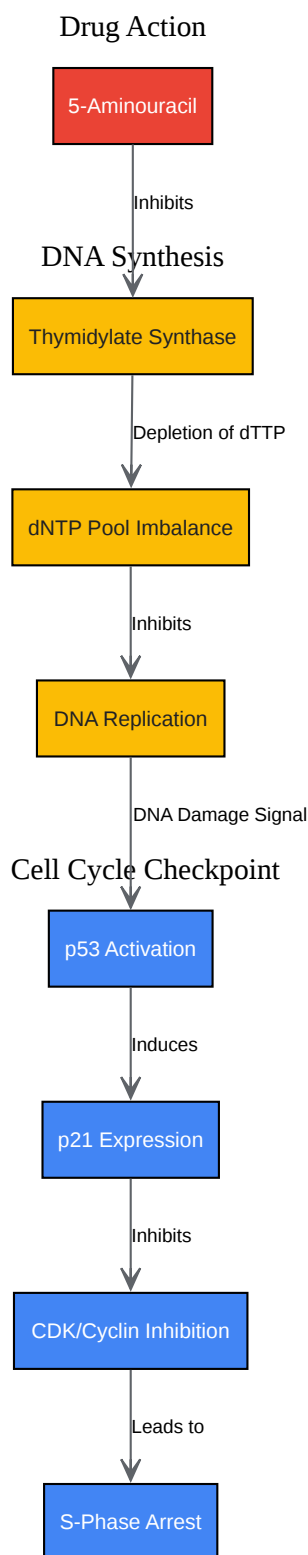 Drug Action
5-Aminouracil
Inhibits
DNA Synthesis
Thymidylate Synthase
Depletion of dTTP
dNTP Pool Imbalance
Inhibits
DNA Replication
DNA Damage Signal
Cell Cycle Checkpoint
p53 Activation
Induces
p21 Expression
Inhibits
CDK/Cyclin Inhibition
Leads to
S-Phase Arrest